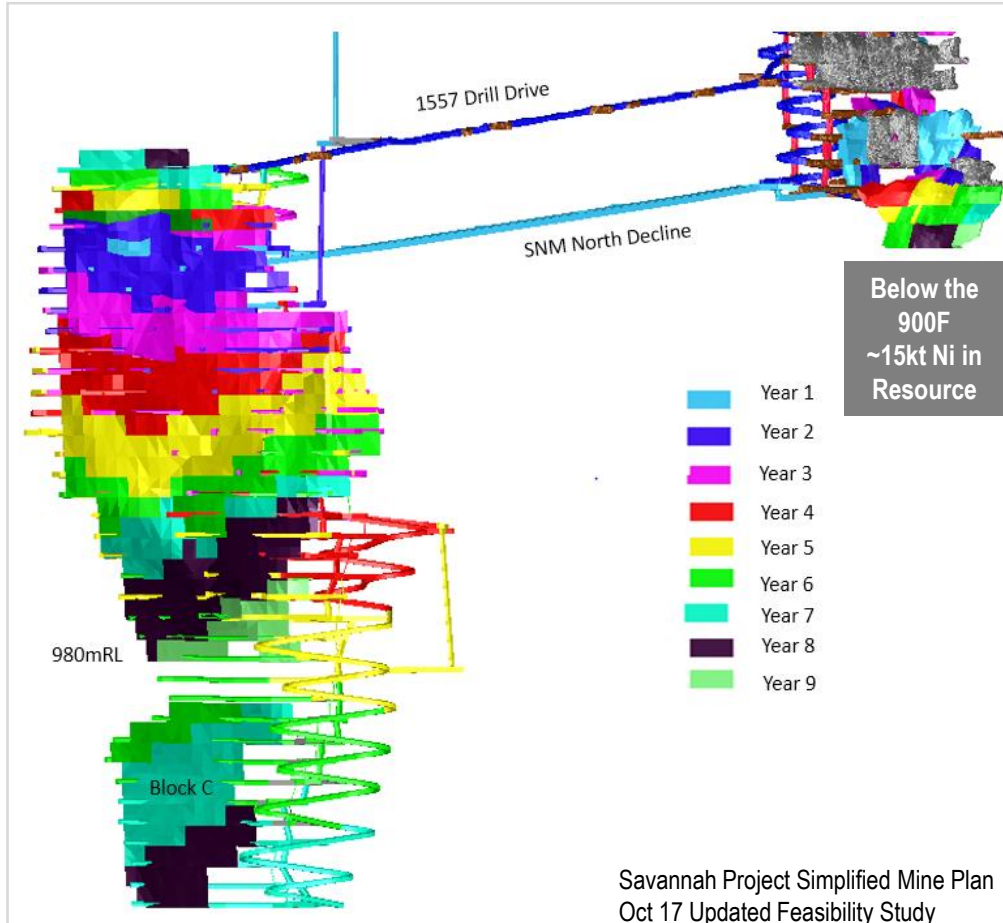 1557 Drill Drive
SNM North Decline
Below the
900F
~15kt Ni in
Resource
Year 1
Year 2
Year 3
Year 4
Year 5
Year 6
Year 7
Year 8
Year 9
980mRL
Block C
Savannah Project Simplified Mine Plan
Oct 17 Updated Feasibility Study